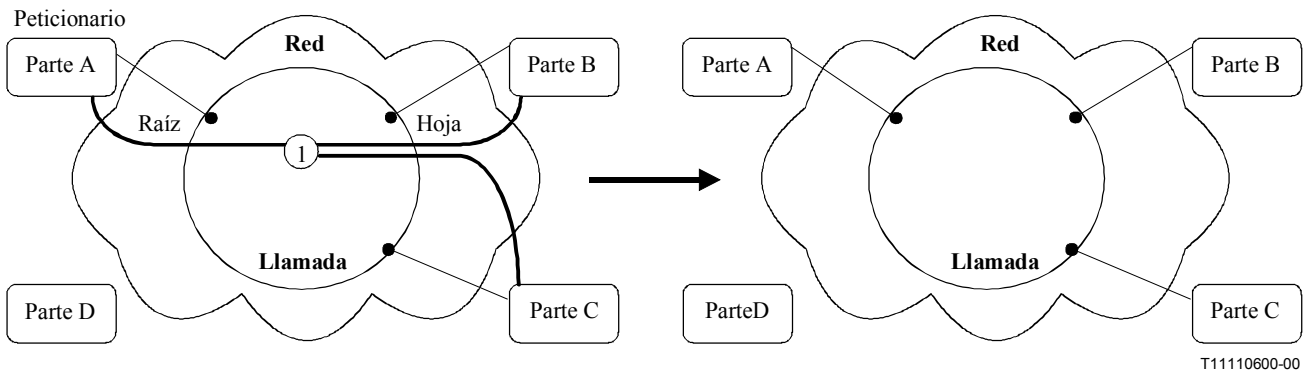 Peticionario
Parte A
Red
Parte B
Raíz
Hoja
1
Llamada
Parte D
Parte C
Parte A
Red
Parte B
Llamada
ParteD
Parte C
T11110600-00